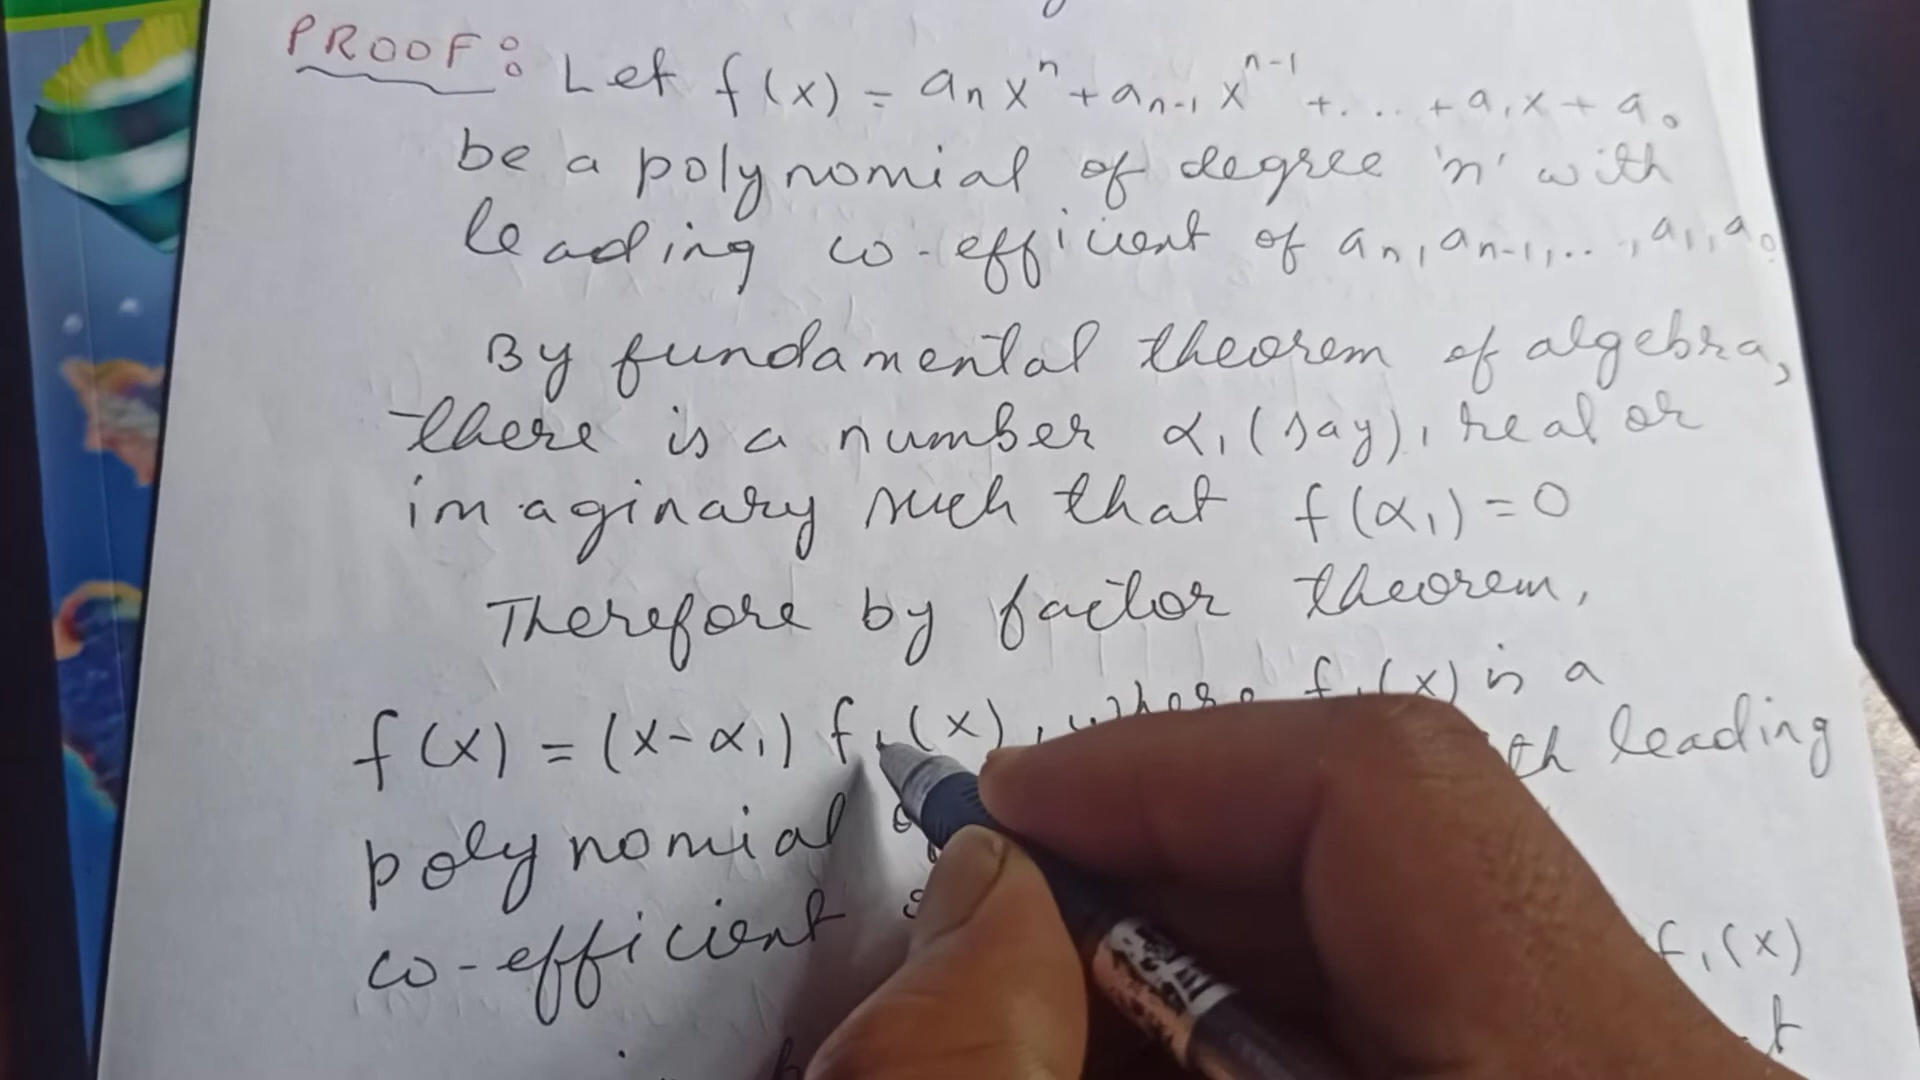 PROOF: Let f(x) = aₙxⁿ + aₙ₋₁xⁿ⁻¹ + ... + a₁x + a₀
be a polynomial of degree 'n' with
leading co-efficient of aₙ, aₙ₋₁, .. , a₁, a₀
By fundamental theorem of algebra,
there is a number α₁ (say), real or
imaginary such that f(α₁) = 0
Therefore by factor theorem,
f(x) = (x-α₁) f₁(x), where f₁(x) is a
polynomial leading
co-efficient f₁(x)